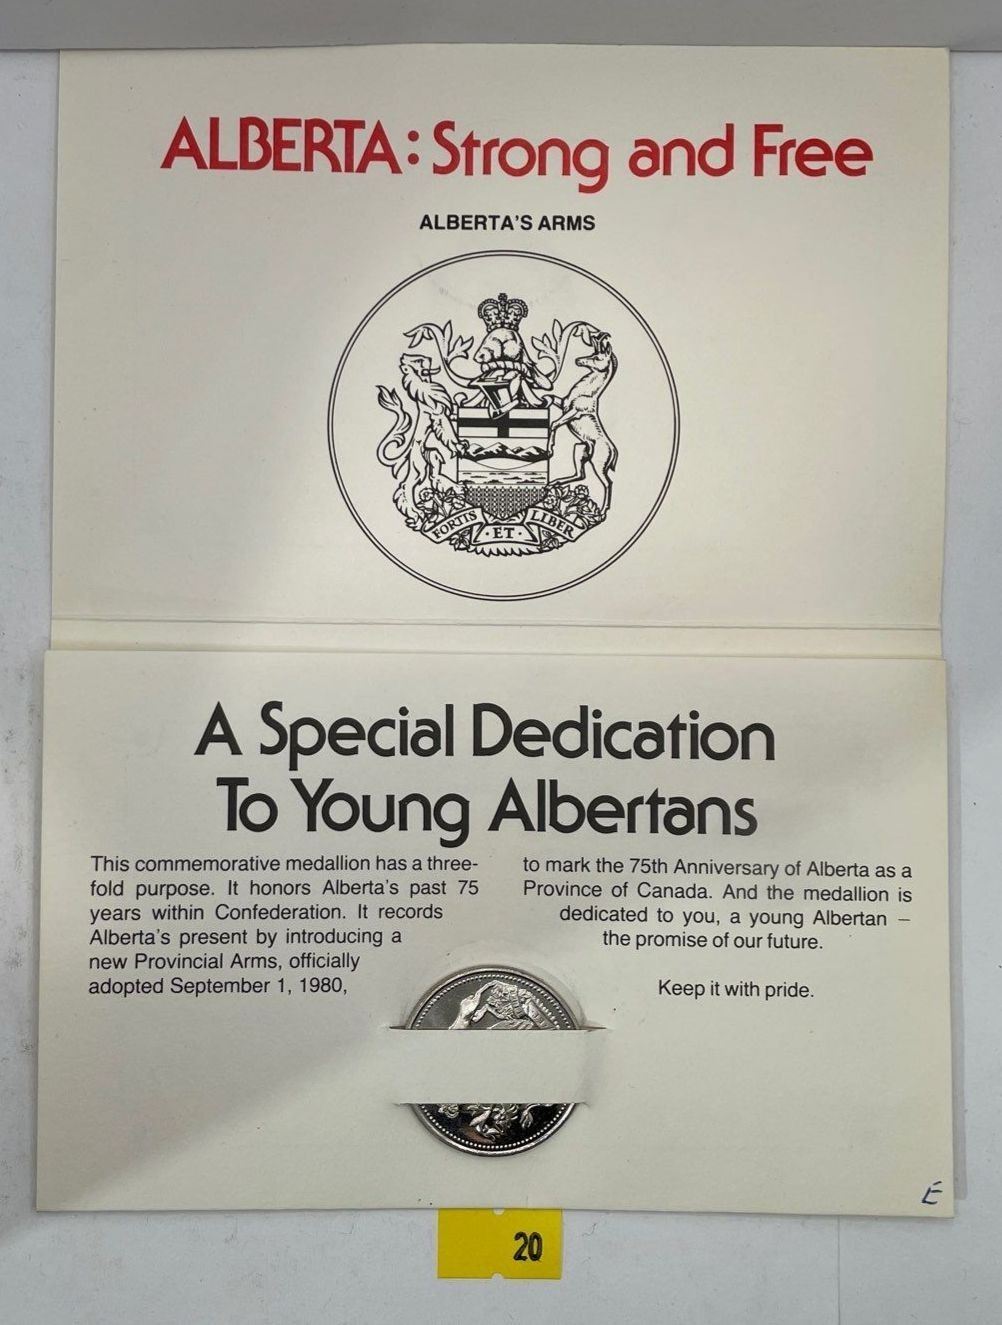 ALBERTA: Strong and Free
ALBERTA'S ARMS
FORTIS ·ET· LIBER
A Special Dedication
To Young Albertans
This commemorative medallion has a three-
fold purpose. It honors Alberta's past 75
years within Confederation. It records
Alberta's present by introducing a
new Provincial Arms, officially
adopted September 1, 1980,
to mark the 75th Anniversary of Alberta as a
Province of Canada. And the medallion is
dedicated to you, a young Albertan –
the promise of our future.
Keep it with pride.
É
20